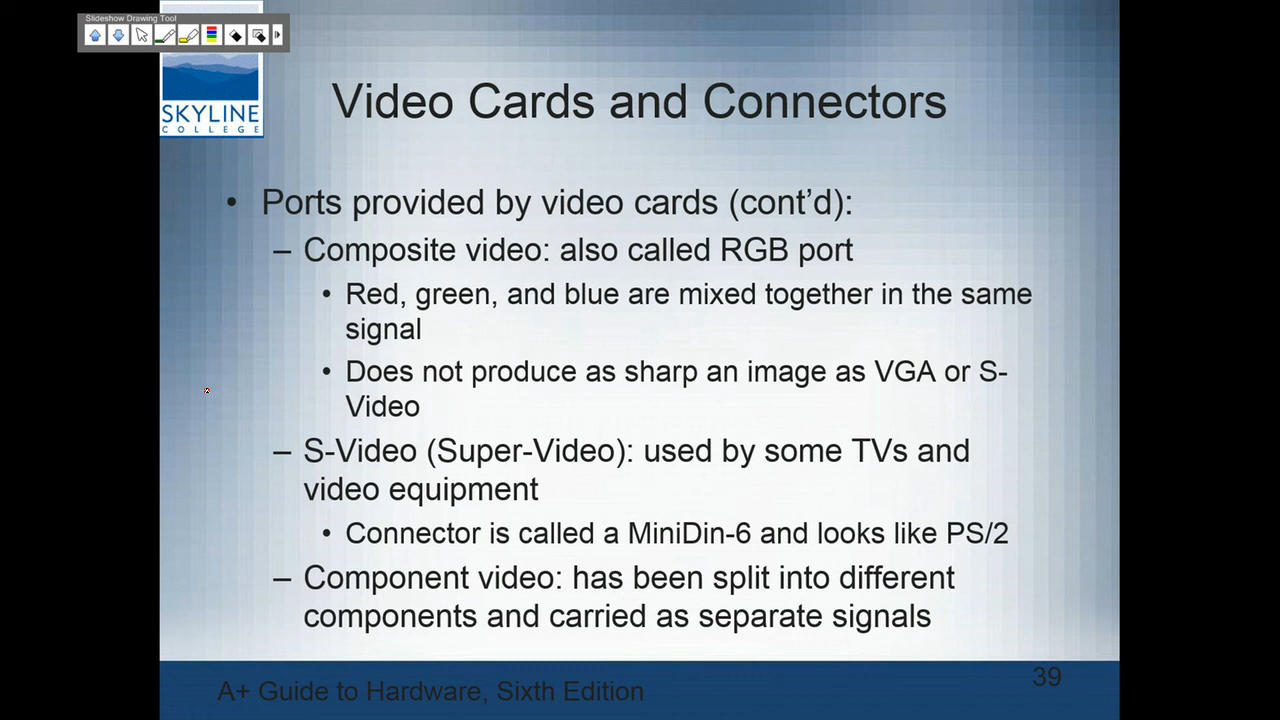 Slideshow Drawing Tool
SKYLINE
COLLEGE
Video Cards and Connectors
• Ports provided by video cards (cont’d):
– Composite video: also called RGB port
• Red, green, and blue are mixed together in the same
signal
• Does not produce as sharp an image as VGA or S-
Video
– S-Video (Super-Video): used by some TVs and
video equipment
• Connector is called a MiniDin-6 and looks like PS/2
– Component video: has been split into different
components and carried as separate signals
A+ Guide to Hardware, Sixth Edition
39